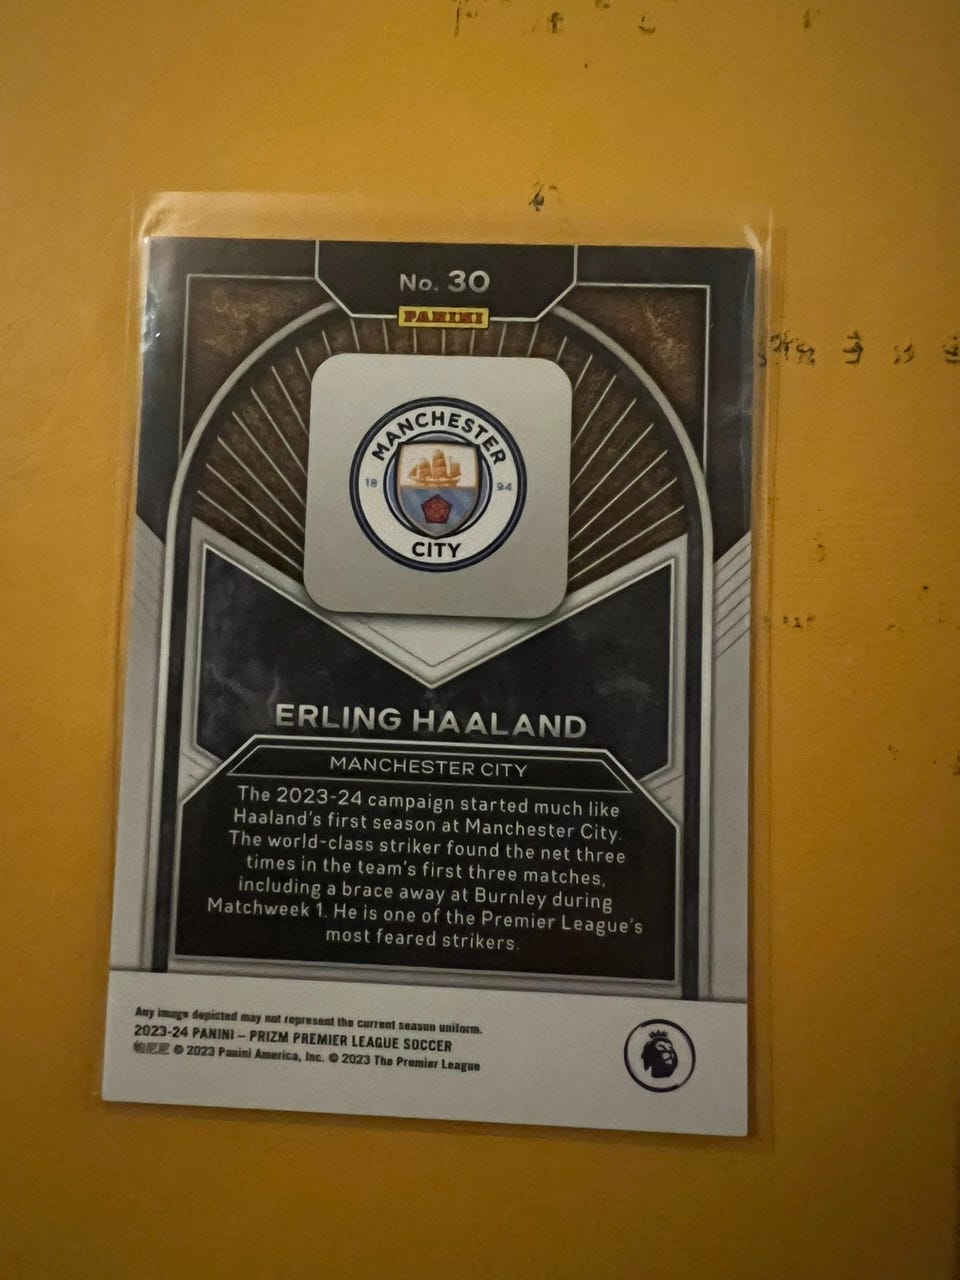 No. 30
PANINI
MANCHESTER
18 94
CITY
ERLING HAALAND
MANCHESTER CITY
The 2023-24 campaign started much like
Haaland's first season at Manchester City.
The world-class striker found the net three
times in the team's first three matches,
including a brace away at Burnley during
Matchweek 1. He is one of the Premier League's
most feared strikers.
Any image depicted may not represent the current season uniform.
2023-24 PANINI – PRIZM PREMIER LEAGUE SOCCER
© 2023 Panini America, Inc. © 2023 The Premier League